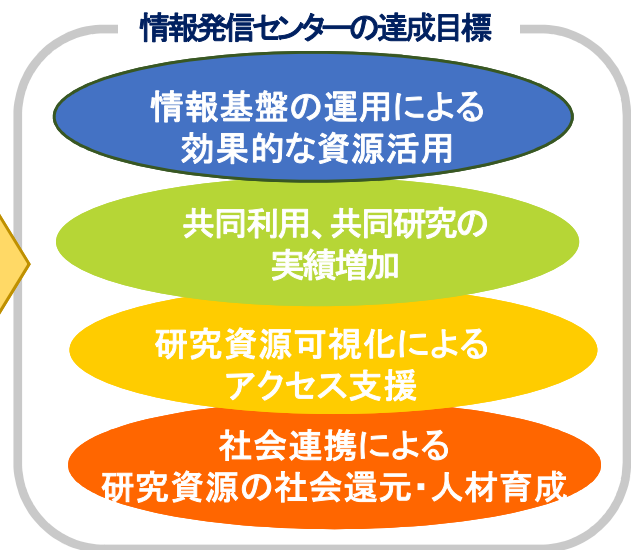 情報発信センターの達成目標
情報基盤の運用による
効果的な資源活用
共同利用、共同研究の
実績増加
研究資源可視化による
アクセス支援
社会連携による
研究資源の社会還元・人材育成